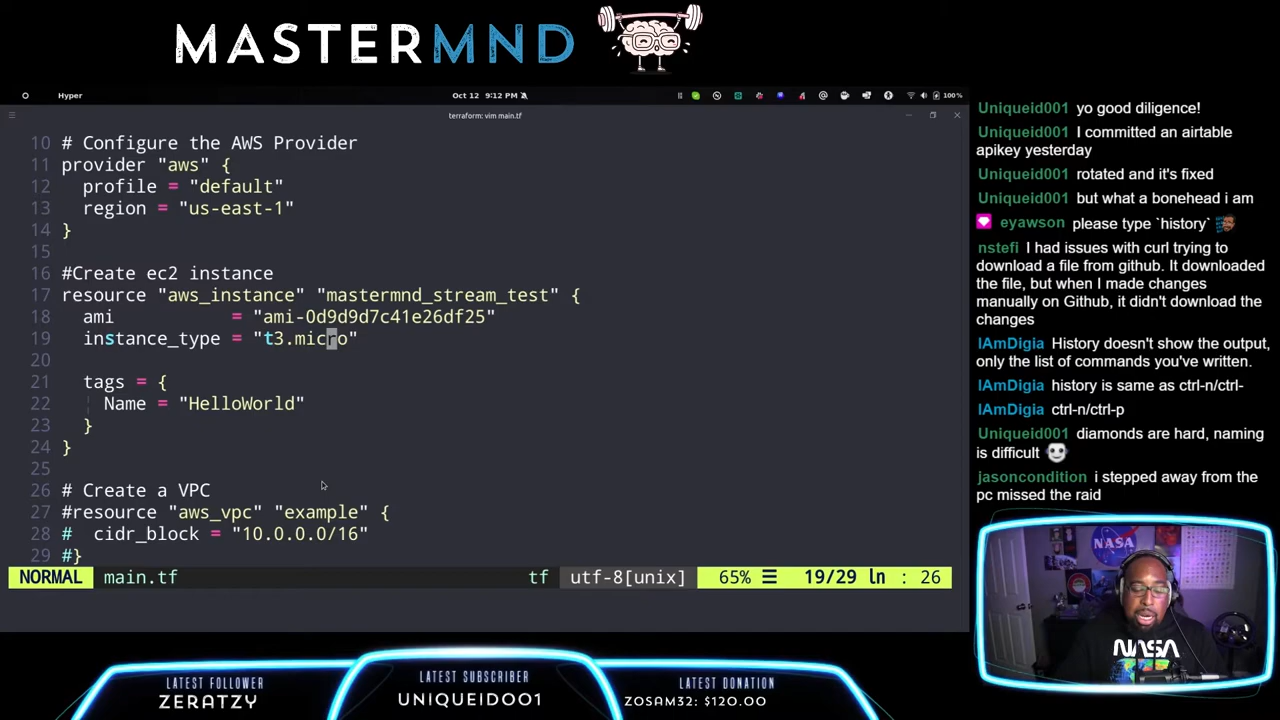 MASTERMND
Hyper
Oct 12 9:12 PM
100%
terraform: vim main.tf
10 # Configure the AWS Provider
11 provider "aws" {
12 profile = "default"
13 region = "us-east-1"
14 }
15
16 #Create ec2 instance
17 resource "aws_instance" "mastermnd_stream_test" {
18 ami = "ami-0d9d9d7c41e26df25"
19 instance_type = "t3.micro"
20
21 tags = {
22 Name = "HelloWorld"
23 }
24 }
25
26 # Create a VPC
27 #resource "aws_vpc" "example" {
28 # cidr_block = "10.0.0.0/16"
29 #}
NORMAL main.tf tf utf-8[unix] 65% ☰ 19/29 ln : 26
Uniqueid001 yo good diligence!
Uniqueid001 I committed an airtable
apikey yesterday
Uniqueid001 rotated and it's fixed
Uniqueid001 but what a bonehead i am
eyawson please type `history`
nstefi I had issues with curl trying to
download a file from github. It downloaded
the file, but when I made changes
manually on Github, it didn't download the
changes
IAmDigia History doesn't show the output,
only the list of commands you've written.
IAmDigia history is same as ctrl-n/ctrl-
IAmDigia ctrl-n/ctrl-p
Uniqueid001 diamonds are hard, naming
is difficult
jasoncondition i stepped away from the
pc missed the raid
NASA
NASA
LATEST FOLLOWER
ZERATZY
LATEST SUBSCRIBER
UNIQUEID001
LATEST DONATION
ZOSAM32: $120.00